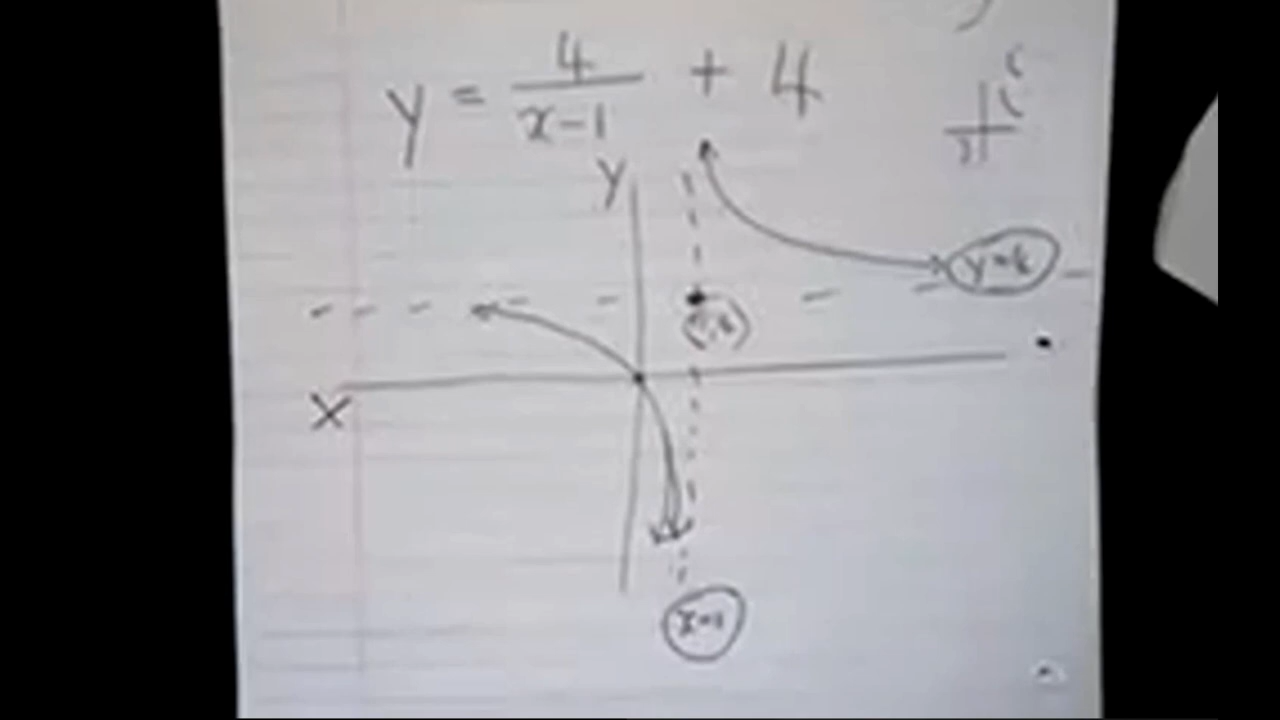 y = 4/(x-1) + 4
y
y=4
x
x=1